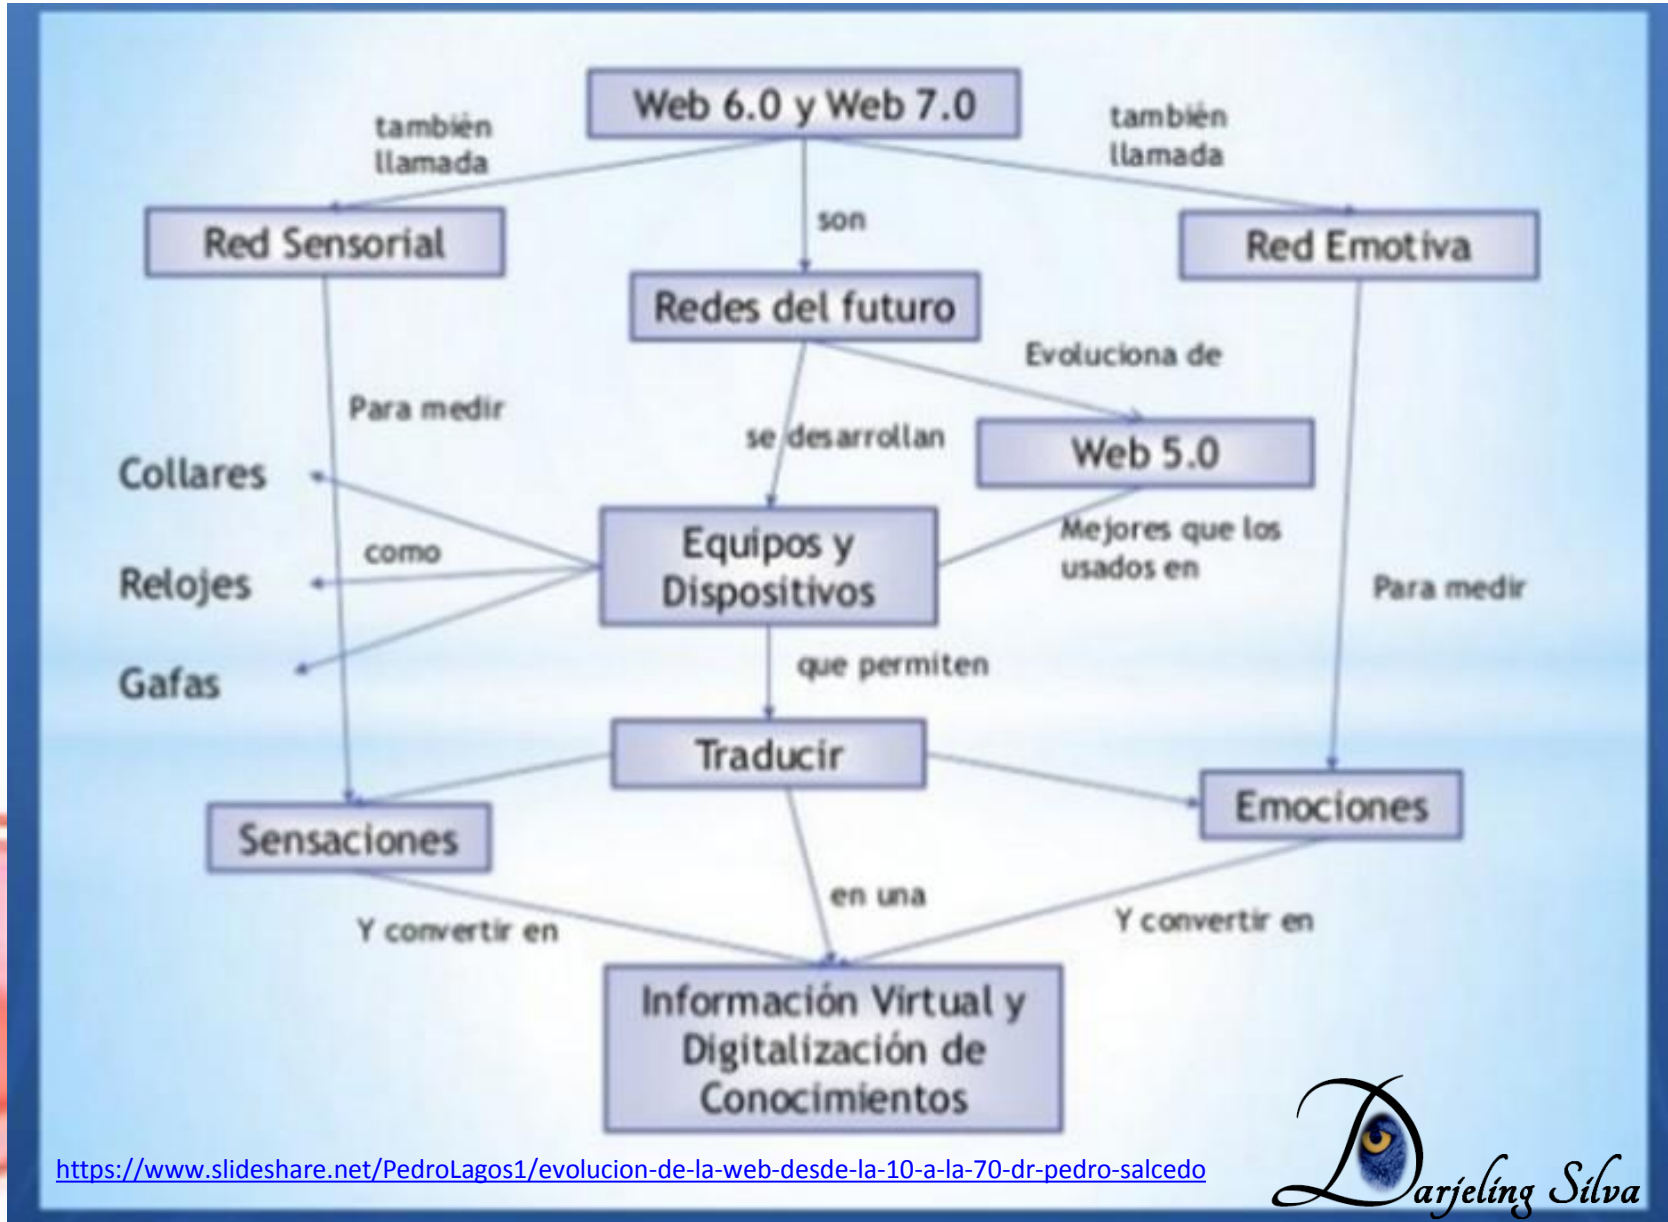 Web 6.0 y Web 7.0
también
llamada
también
llamada
son
Red Sensorial
Red Emotiva
Redes del futuro
Evoluciona de
Para medir
se desarrollan
Web 5.0
Collares
Equipos y
Dispositivos
Mejores que los
usados en
como
Relojes
Para medir
Gafas
que permiten
Traducir
Sensaciones
Emociones
en una
Y convertir en
Y convertir en
Información Virtual y
Digitalización de
Conocimientos
https://www.slideshare.net/PedroLagos1/evolucion-de-la-web-desde-la-10-a-la-70-dr-pedro-salcedo
Darjeling Silva